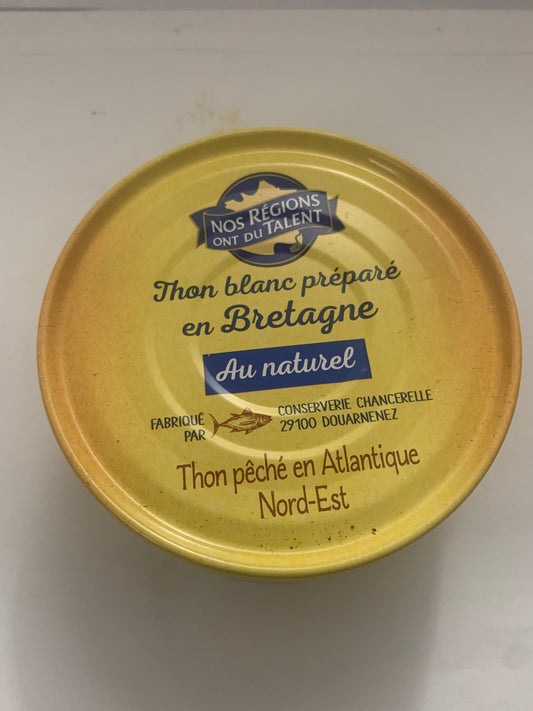 NOS RÉGIONS
ONT DU TALENT
Thon blanc préparé
en Bretagne
Au naturel
FABRIQUÉ
PAR
CONSERVERIE CHANCERELLE
29100 DOUARNENEZ
Thon pêché en Atlantique
Nord-Est